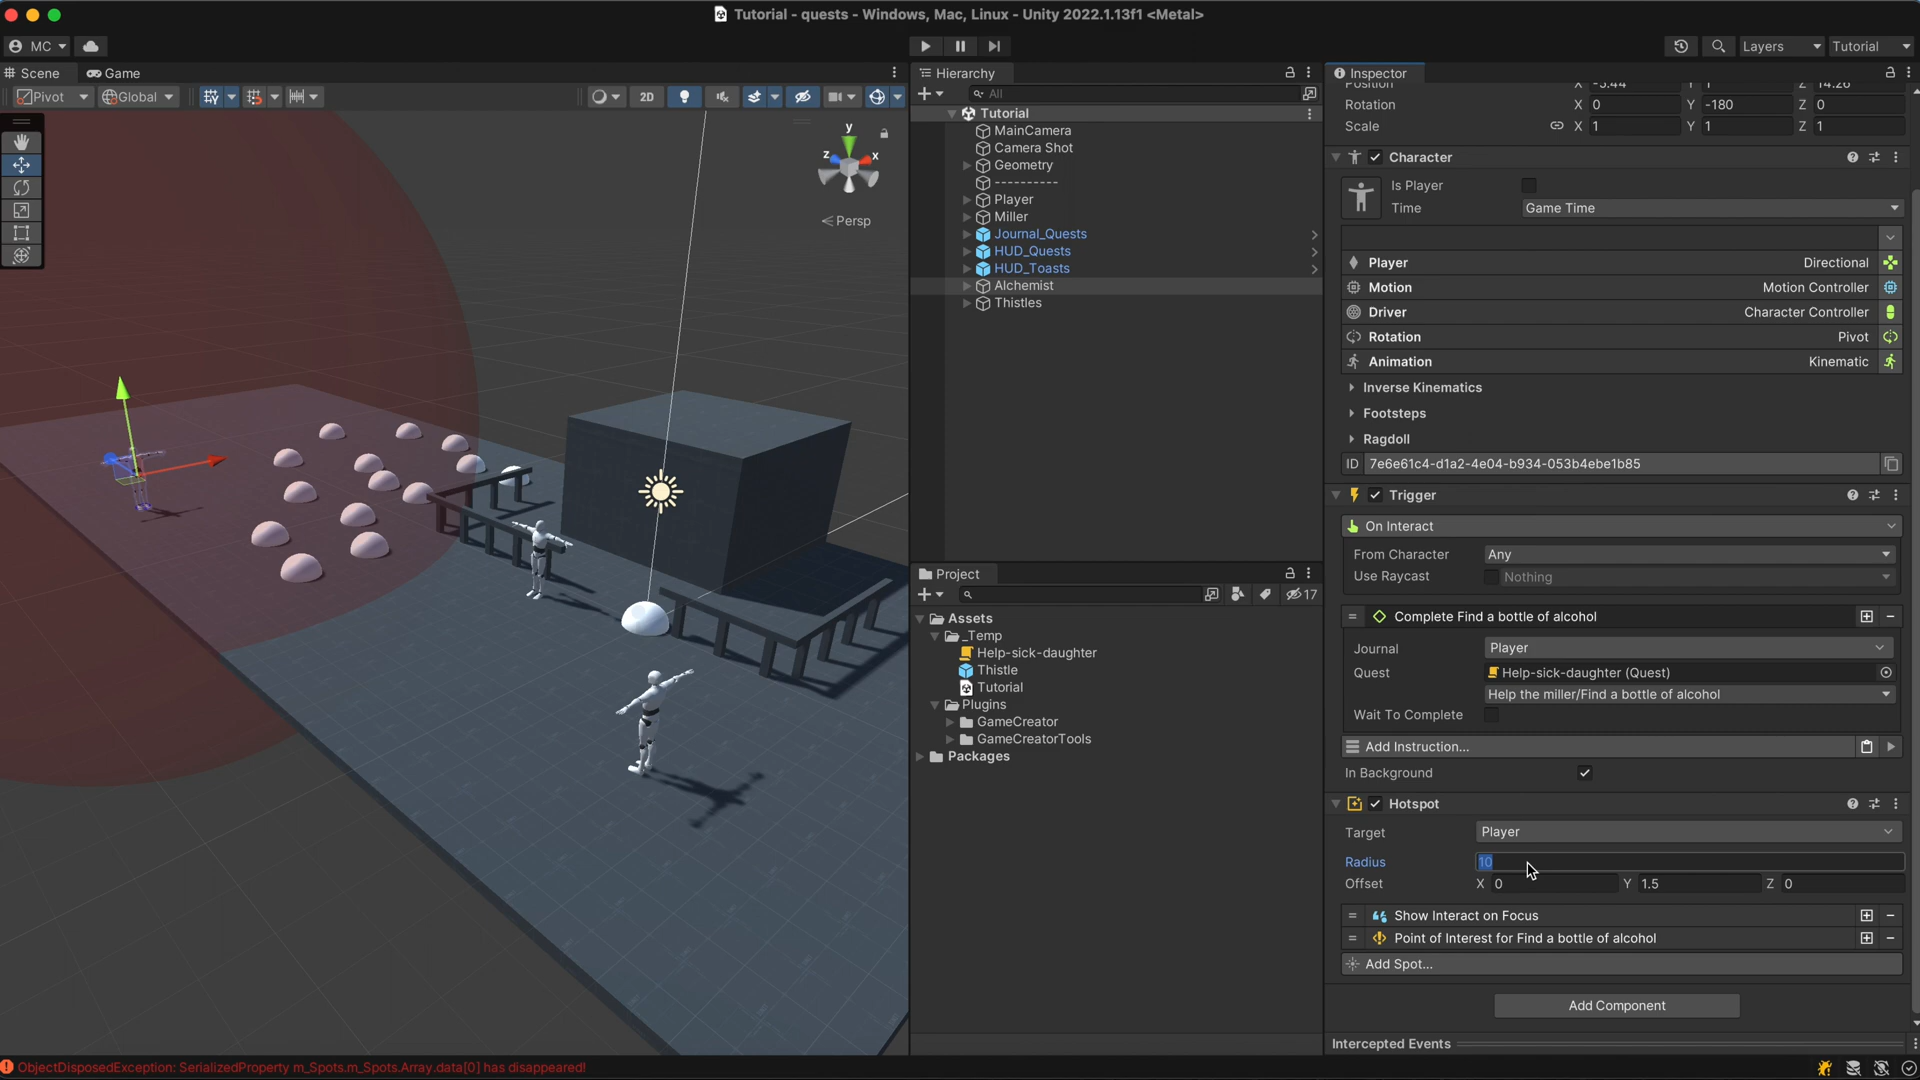 Tutorial - quests - Windows, Mac, Linux - Unity 2022.1.13f1 <Metal>
MC
Layers
Tutorial
Scene
Game
Pivot
Global
2D
y
z
x
Persp
Hierarchy
All
Tutorial
MainCamera
Camera Shot
Geometry
----------
Player
Miller
Journal_Quests
HUD_Quests
HUD_Toasts
Alchemist
Thistles
Project
17
Assets
_Temp
Help-sick-daughter
Thistle
Tutorial
Plugins
GameCreator
GameCreatorTools
Packages
Inspector
Position X -5.44 Y 1 Z 14.26
Rotation X 0 Y -180 Z 0
Scale X 1 Y 1 Z 1
Character
Is Player
Time Game Time
Player Directional
Motion Motion Controller
Driver Character Controller
Rotation Pivot
Animation Kinematic
Inverse Kinematics
Footsteps
Ragdoll
ID 7e6e61c4-d1a2-4e04-b934-053b4ebe1b85
Trigger
On Interact
From Character Any
Use Raycast Nothing
Complete Find a bottle of alcohol
Journal Player
Quest Help-sick-daughter (Quest)
Help the miller/Find a bottle of alcohol
Wait To Complete
Add Instruction...
In Background
Hotspot
Target Player
Radius 10
Offset X 0 Y 1.5 Z 0
Show Interact on Focus
Point of Interest for Find a bottle of alcohol
Add Spot...
Add Component
Intercepted Events
ObjectDisposedException: SerializedProperty m_Spots.m_Spots.Array.data[0] has disappeared!